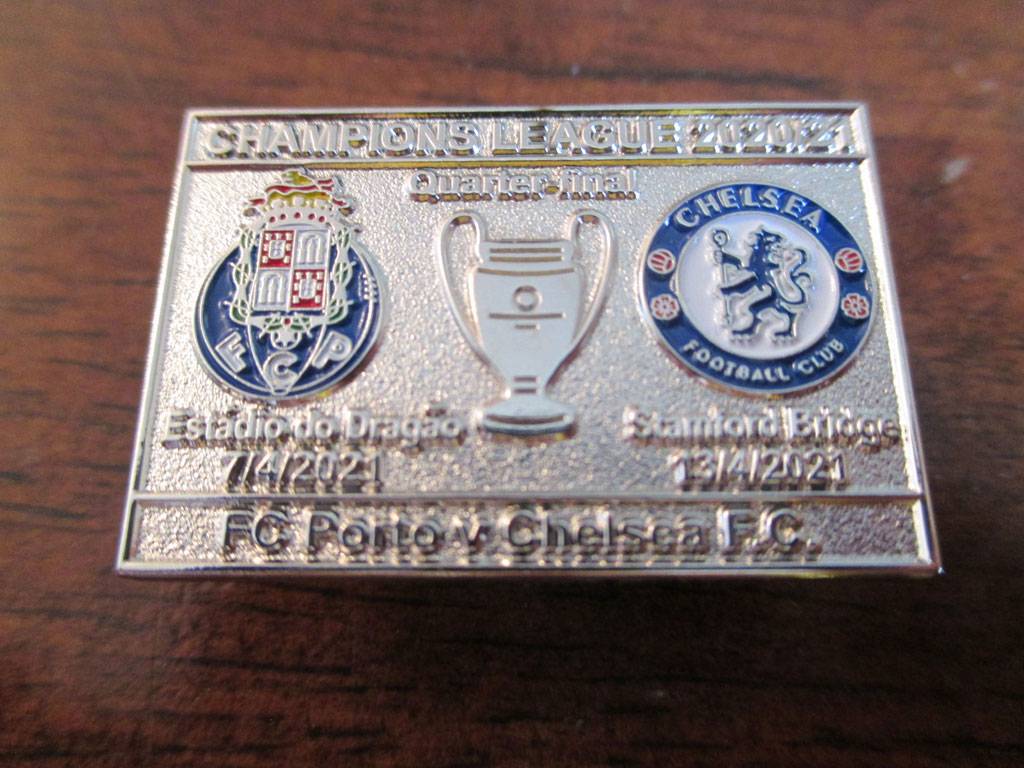 CHAMPIONS LEAGUE 2020/21
Quarter-final
FCP
CHELSEA
FOOTBALL CLUB
Estádio do Dragão
7/4/2021
Stamford Bridge
13/4/2021
FC Porto v Chelsea F.C.